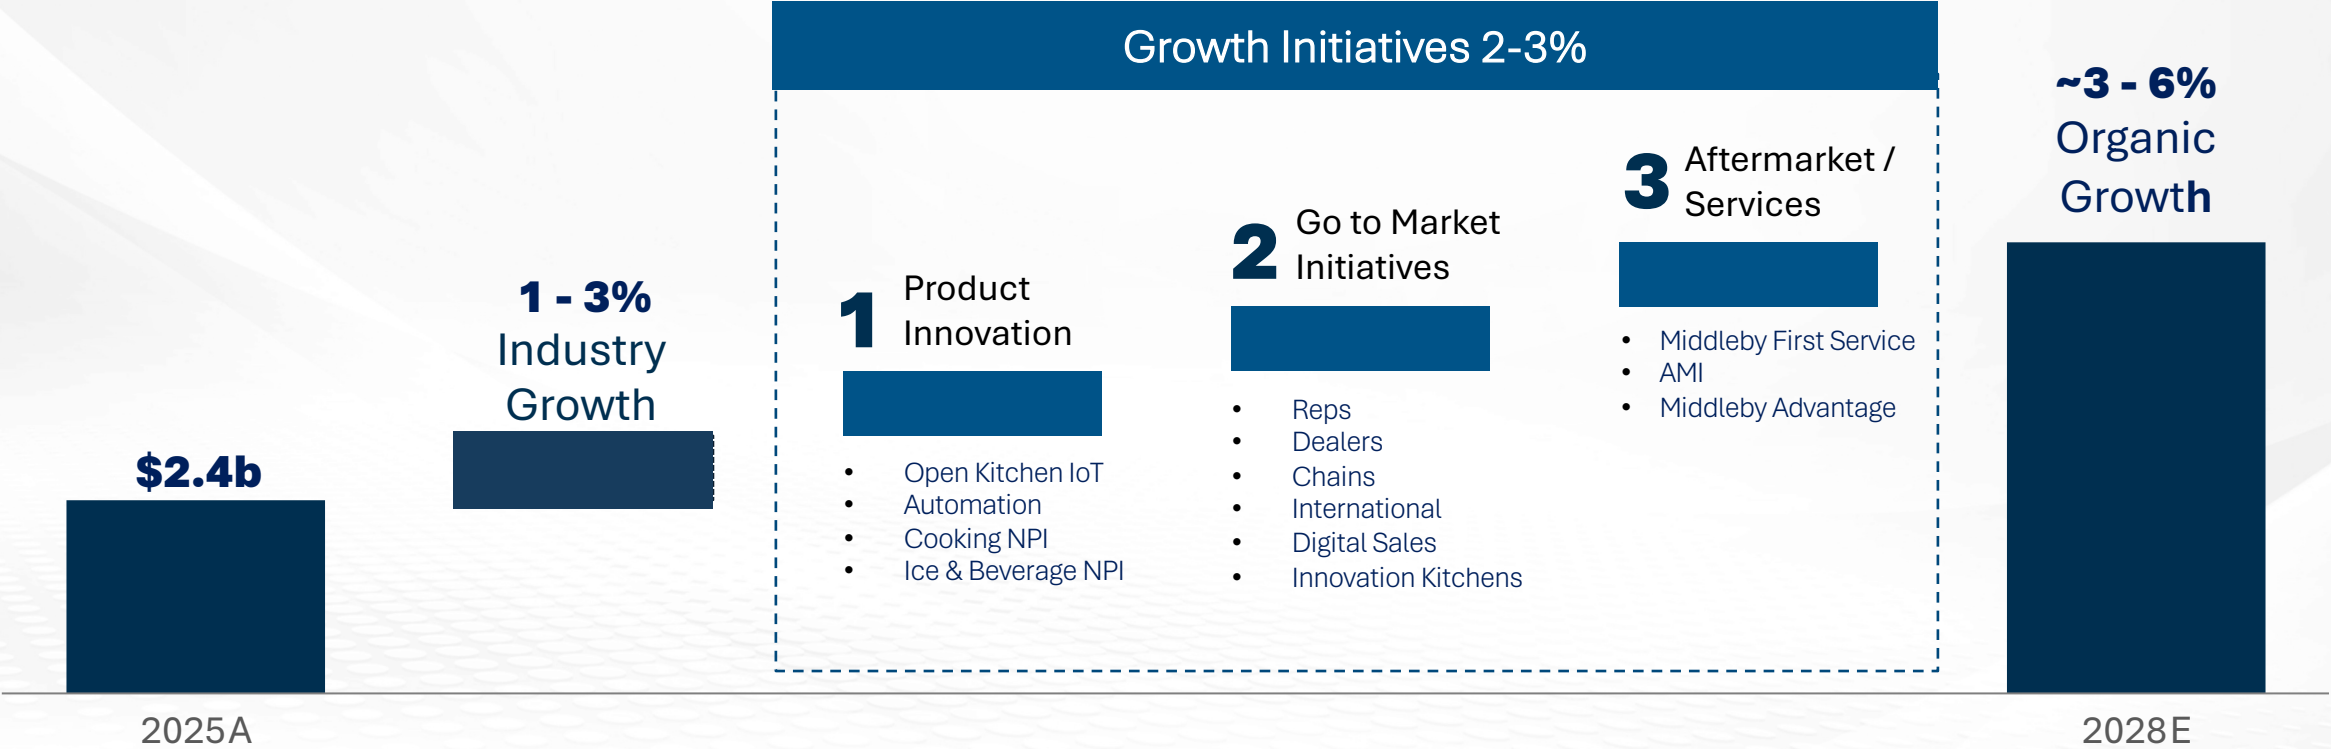 Growth Initiatives 2-3%
$2.4b
1 - 3%
Industry
Growth
1
Product
Innovation
• Open Kitchen IoT
• Automation
• Cooking NPI
• Ice & Beverage NPI
2
Go to Market
Initiatives
• Reps
• Dealers
• Chains
• International
• Digital Sales
• Innovation Kitchens
3
Aftermarket /
Services
• Middleby First Service
• AMI
• Middleby Advantage
~3 - 6%
Organic
Growth
2025A
2028E